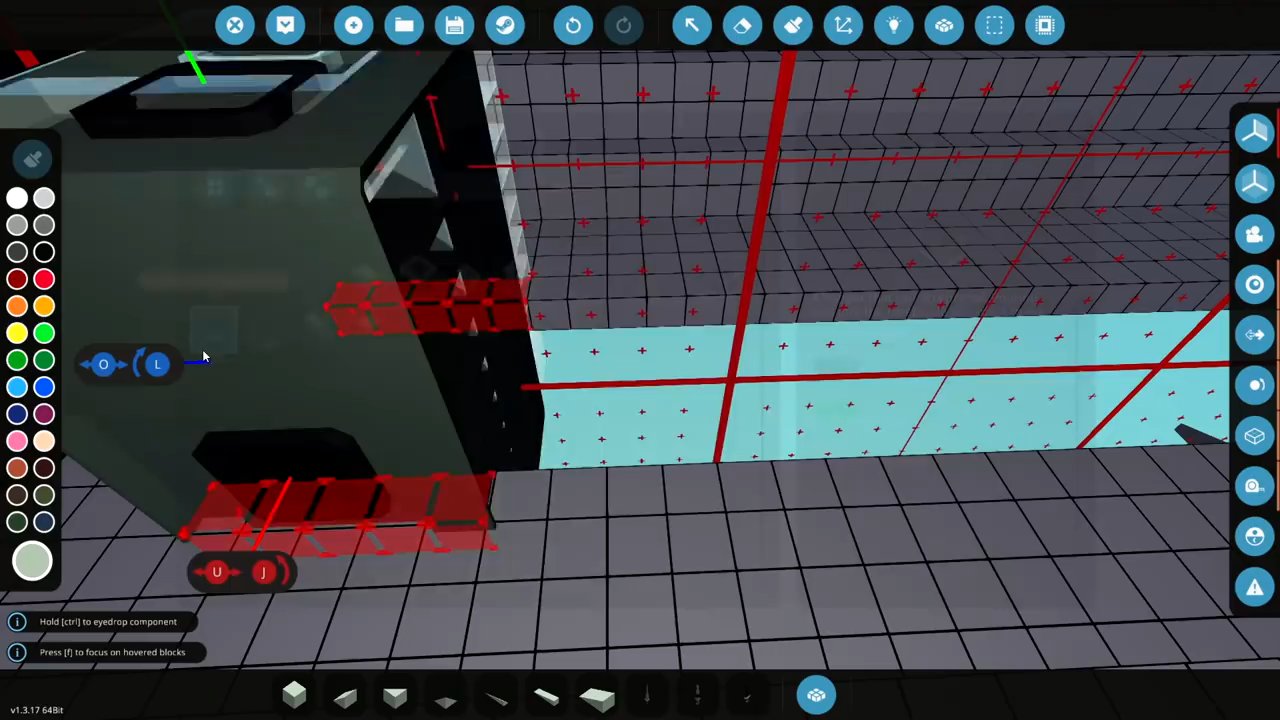 O
L
U
J
Hold [ctrl] to eyedrop component
Press [f] to focus on hovered blocks
v1.3.17 64Bit